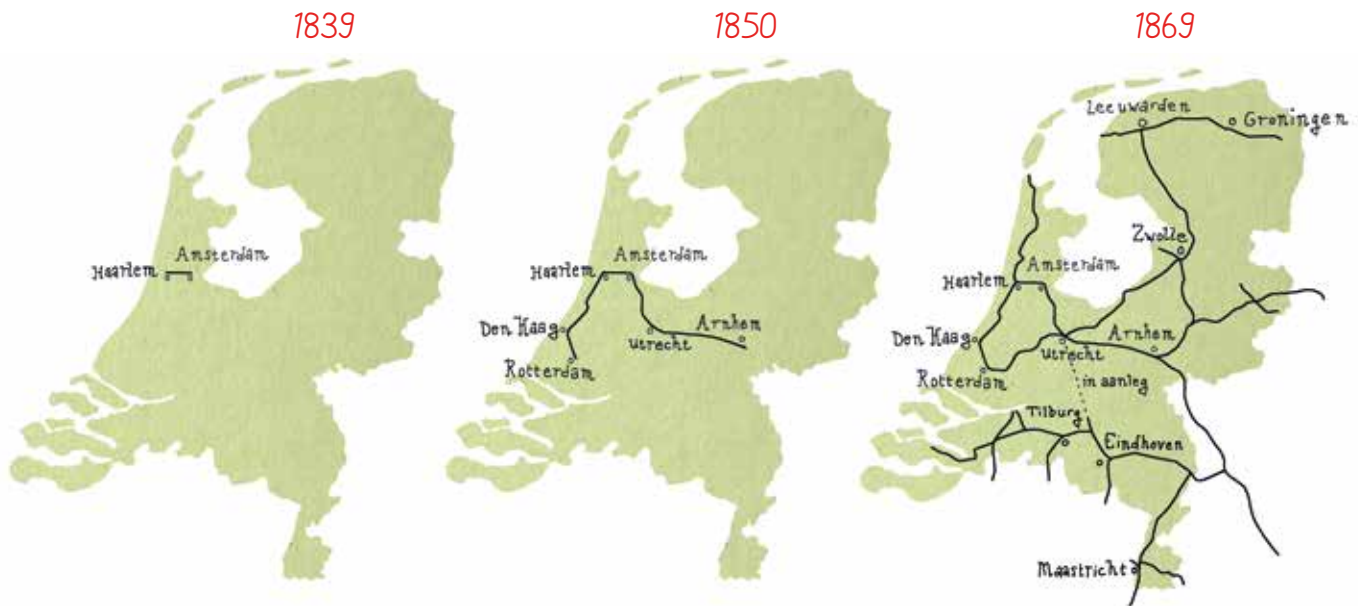 1839
1850
1869
Haarlem
Amsterdam
Haarlem
Amsterdam
Den Haag
Utrecht
Arnhem
Rotterdam
Leeuwarden
Groningen
Zwolle
Haarlem
Amsterdam
Den Haag
Utrecht
Arnhem
Rotterdam
in aanleg
Tilburg
Eindhoven
Maastricht